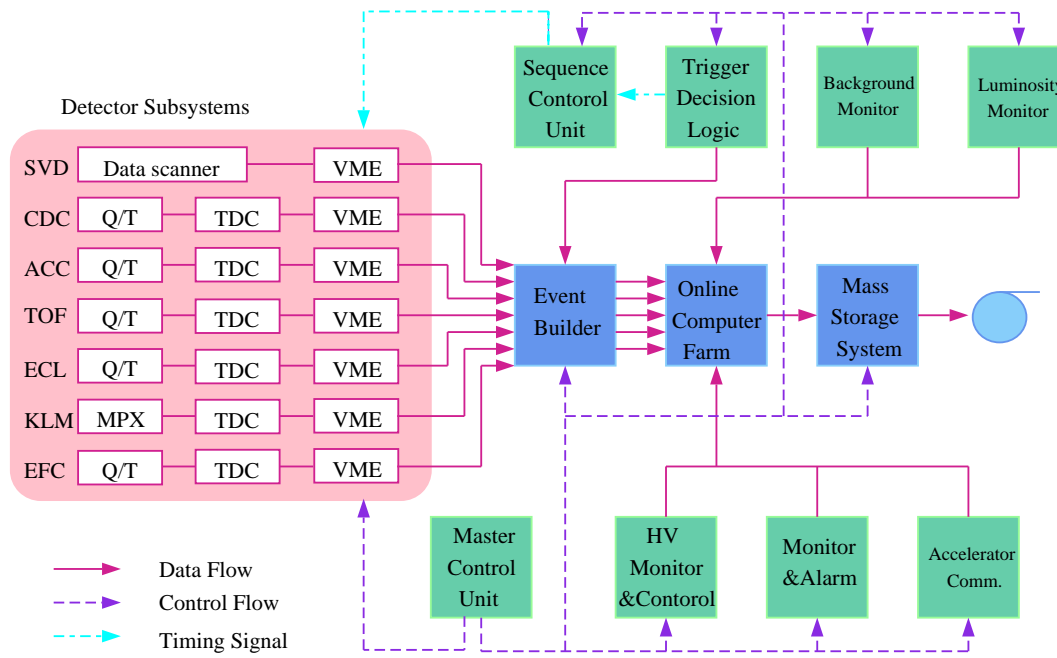 Sequence
Contorol
Unit
Trigger
Decision
Logic
Background
Monitor
Luminosity
Monitor
Detector Subsystems
SVD Data scanner VME
CDC Q/T TDC VME
ACC Q/T TDC VME
TOF Q/T TDC VME
ECL Q/T TDC VME
KLM MPX TDC VME
EFC Q/T TDC VME
Event
Builder
Online
Computer
Farm
Mass
Storage
System
Master
Control
Unit
HV
Monitor
&Contorol
Monitor
&Alarm
Accelerator
Comm.
Data Flow
Control Flow
Timing Signal